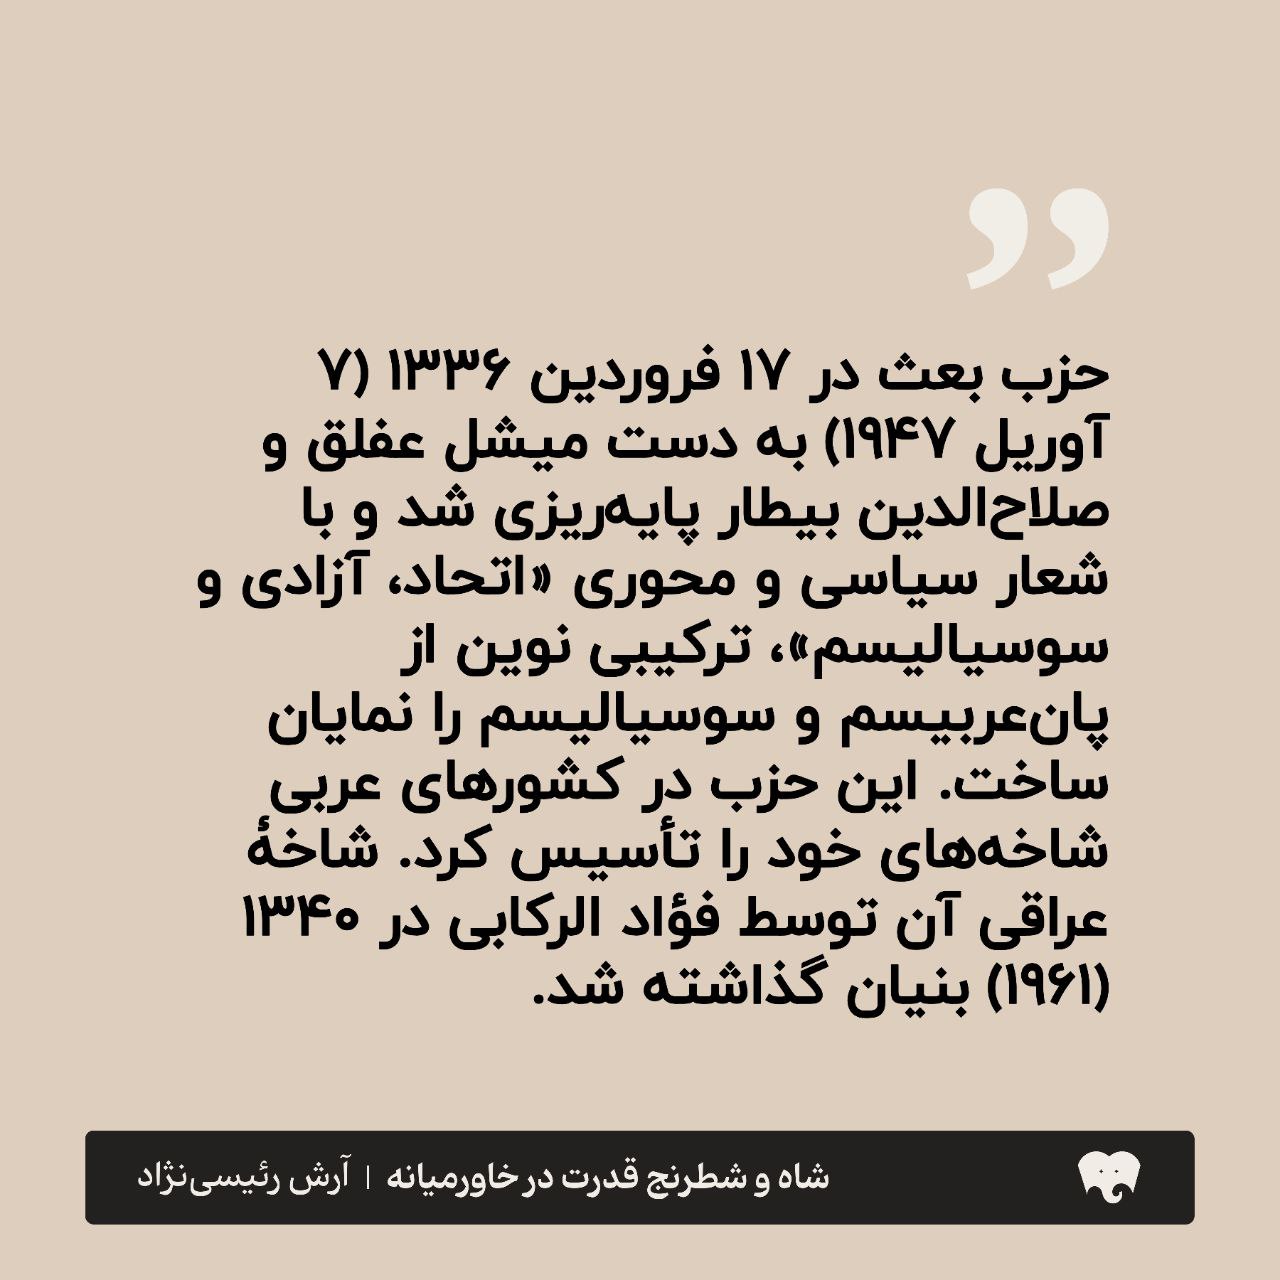 ”
حزب بعث در ۱۷ فروردین ۱۳۳۶ (۷
آوریل ۱۹۴۷) به دست میشل عفلق و
صلاح‌الدین بیطار پایه‌ریزی شد و با
شعار سیاسی و محوری «اتحاد، آزادی و
سوسیالیسم»، ترکیبی نوین از
پان‌عربیسم و سوسیالیسم را نمایان
ساخت. این حزب در کشورهای عربی
شاخه‌های خود را تأسیس کرد. شاخهٔ
عراقی آن توسط فؤاد الرکابی در ۱۳۴۰
(۱۹۶۱) بنیان گذاشته شد.
شاه و شطرنج قدرت در خاورمیانه | آرش رئیسی‌نژاد